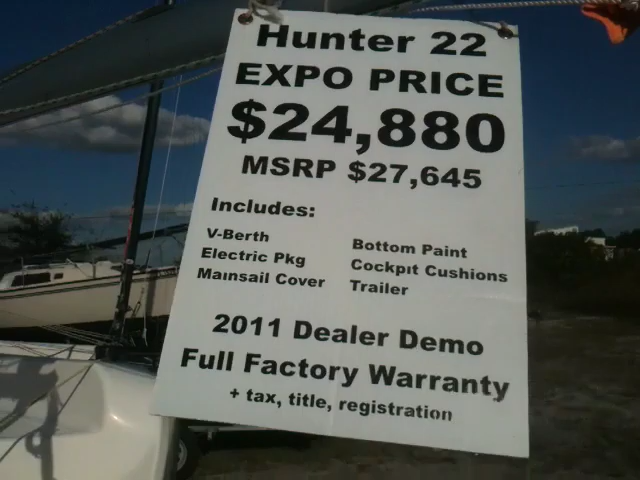 Hunter 22
EXPO PRICE
$24,880
MSRP $27,645
Includes:
V-Berth
Electric Pkg
Mainsail Cover
Bottom Paint
Cockpit Cushions
Trailer
2011 Dealer Demo
Full Factory Warranty
+ tax, title, registration